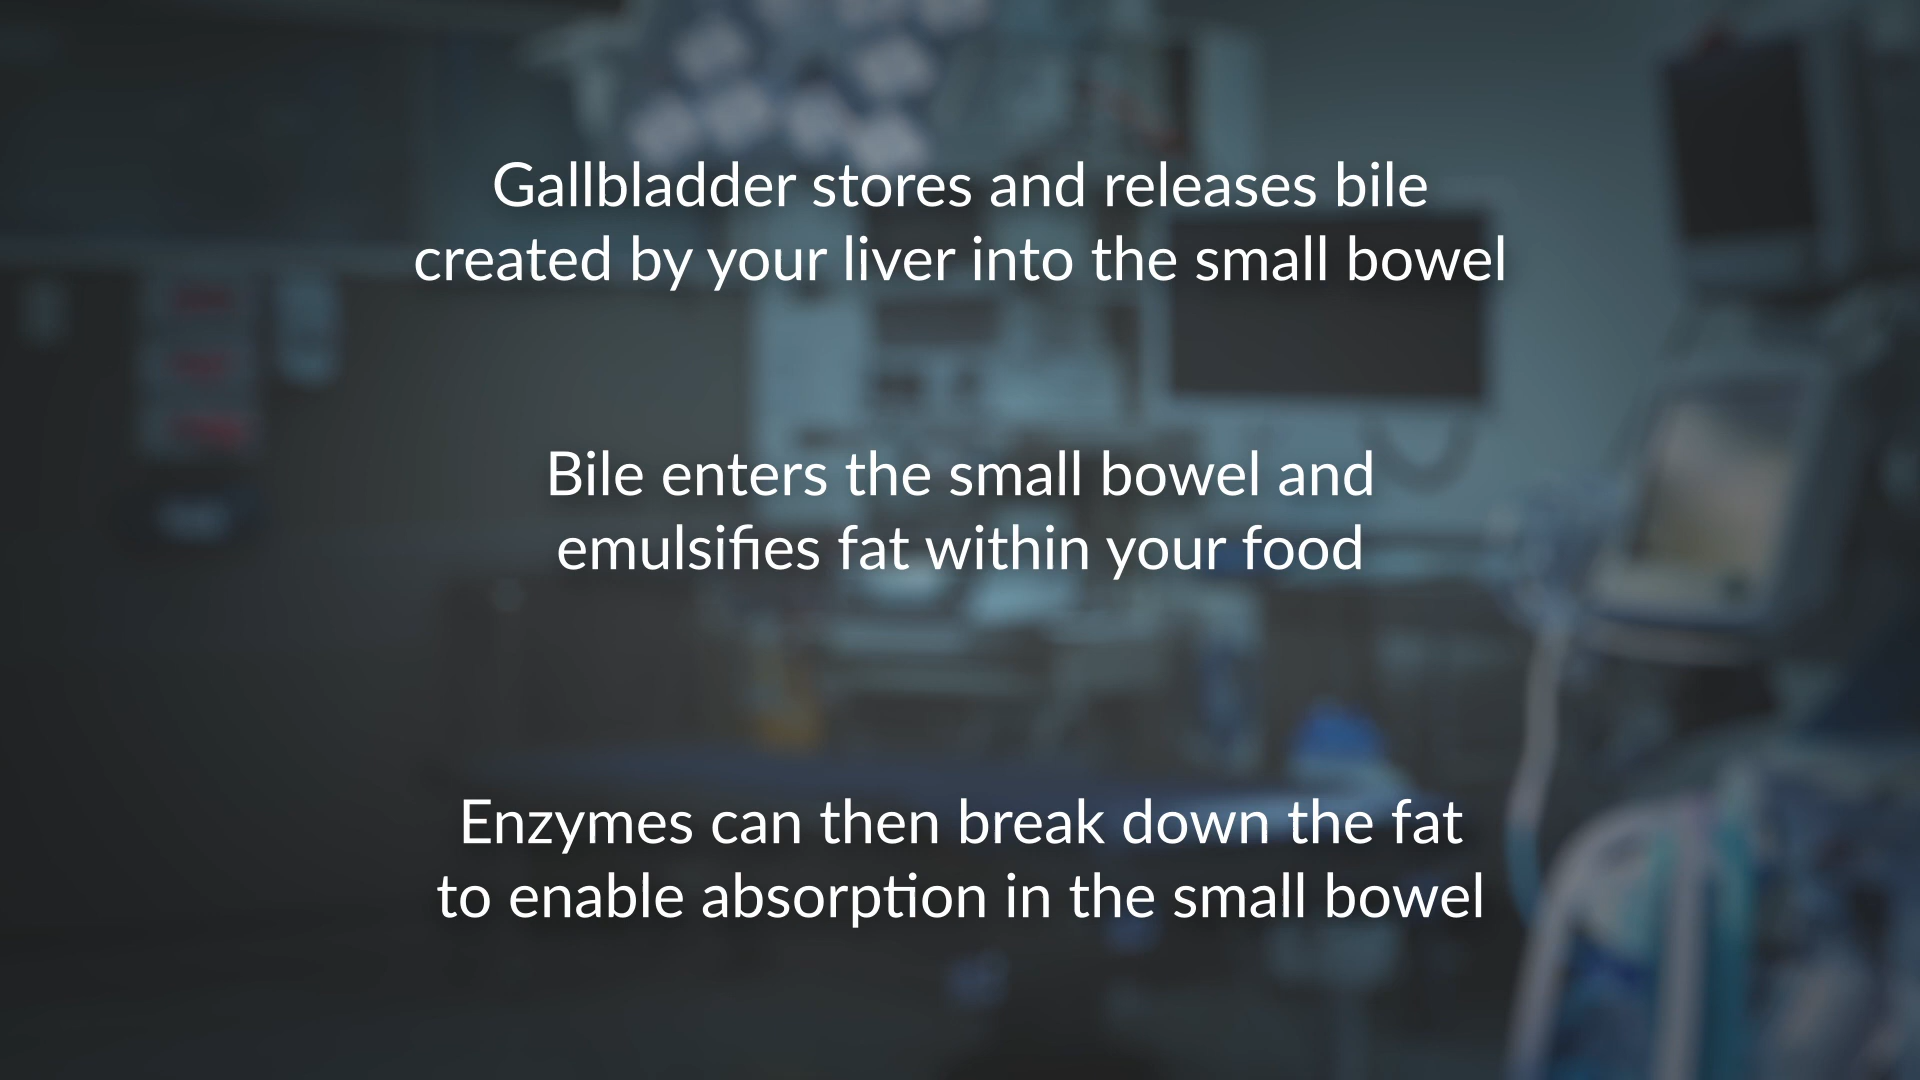 Gallbladder stores and releases bile
created by your liver into the small bowel
Bile enters the small bowel and
emulsifies fat within your food
Enzymes can then break down the fat
to enable absorption in the small bowel